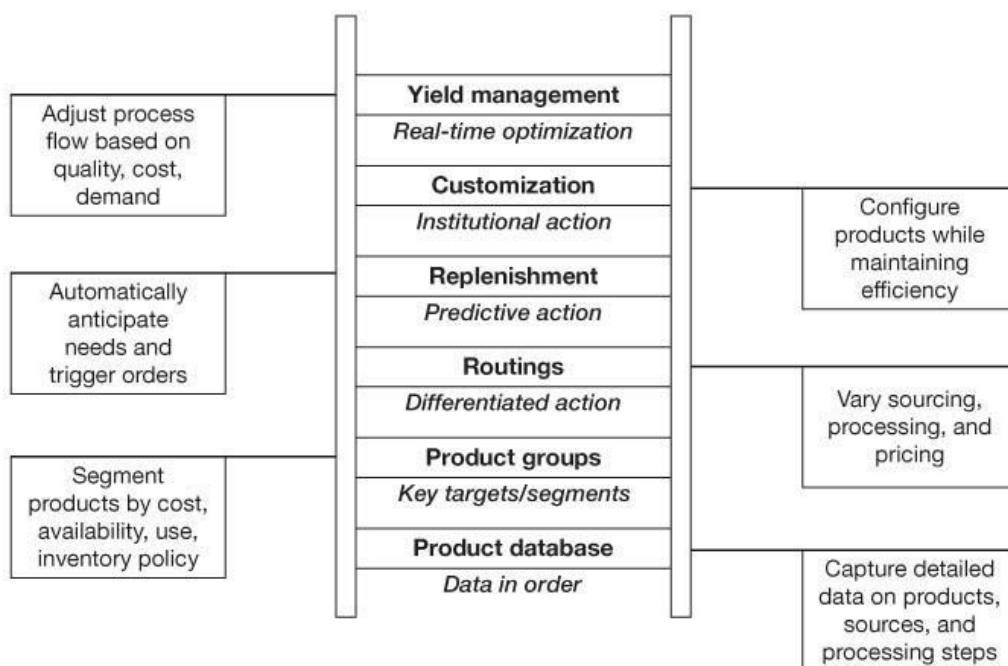 Yield management
Real-time optimization
Adjust process
flow based on
quality, cost,
demand
Customization
Institutional action
Configure
products while
maintaining
efficiency
Replenishment
Predictive action
Automatically
anticipate
needs and
trigger orders
Routings
Differentiated action
Vary sourcing,
processing, and
pricing
Product groups
Key targets/segments
Segment
products by cost,
availability, use,
inventory policy
Product database
Data in order
Capture detailed
data on products,
sources, and
processing steps